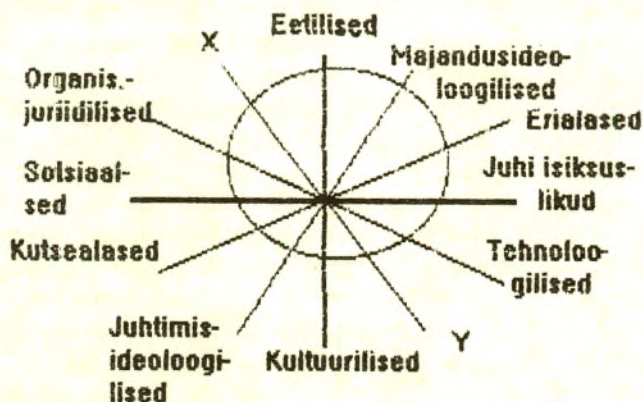 Eetilised
X
Majandusideo-
loogilised
Organis.-
juriidilised
Erialased
Sotsiaal-
sed
Juhi isiksus-
likud
Kutsealased
Tehnoloo-
gilised
Juhtimis-
ideoloogi-
lised
Kultuurilised
Y